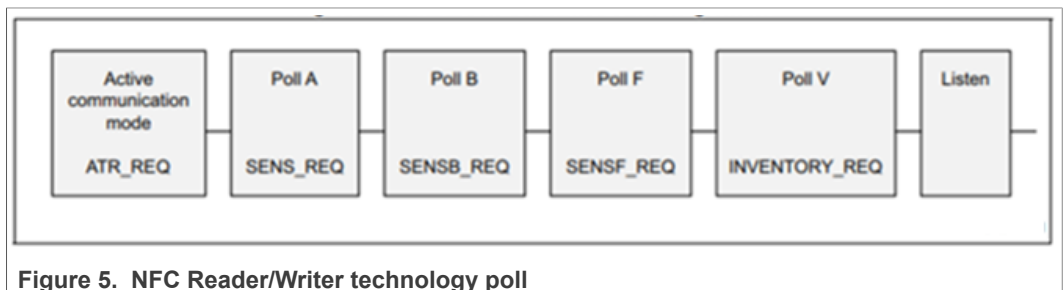 Active
communication
mode
ATR_REQ
Poll A
SENS_REQ
Poll B
SENSB_REQ
Poll F
SENSF_REQ
Poll V
INVENTORY_REQ
Listen
Figure 5. NFC Reader/Writer technology poll